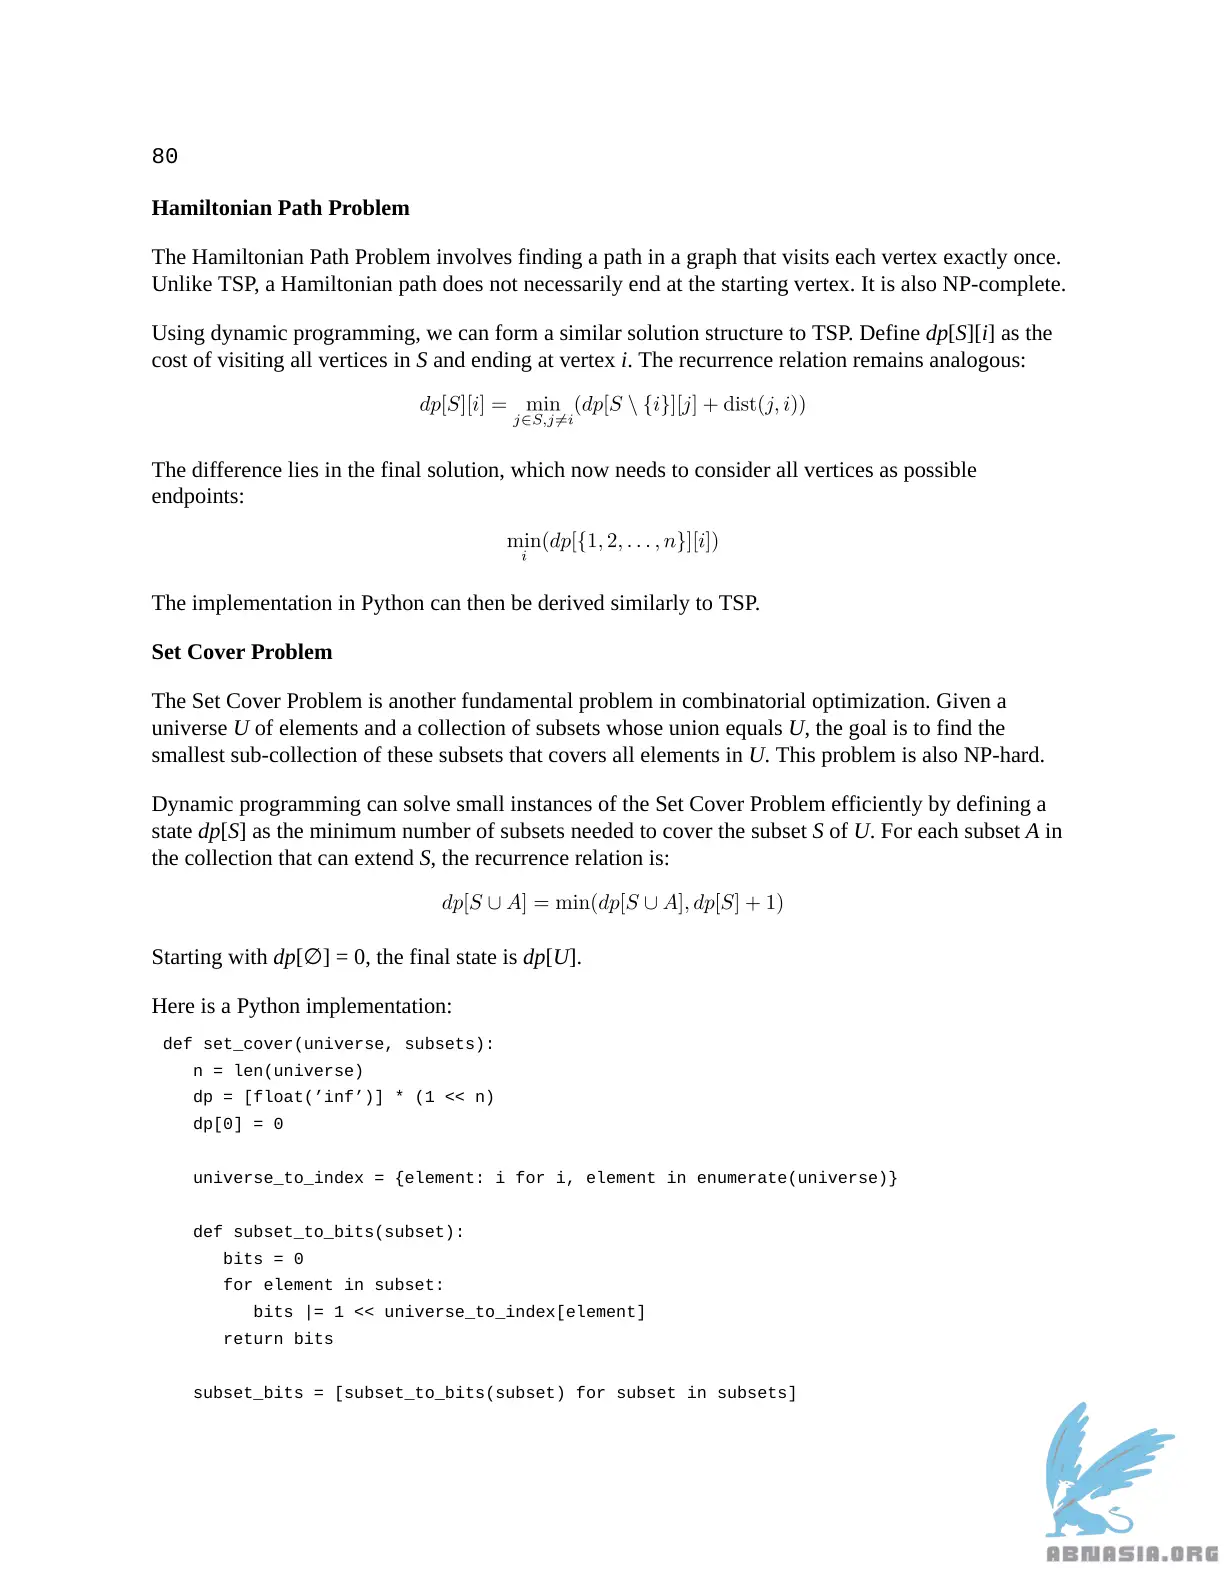 80
Hamiltonian Path Problem
The Hamiltonian Path Problem involves finding a path in a graph that visits each vertex exactly once.
Unlike TSP, a Hamiltonian path does not necessarily end at the starting vertex. It is also NP-complete.
Using dynamic programming, we can form a similar solution structure to TSP. Define dp[S][i] as the
cost of visiting all vertices in S and ending at vertex i. The recurrence relation remains analogous:
dp[S][i] = min_{j∈S,j≠i}(dp[S \ {i}][j] + dist(j, i))
The difference lies in the final solution, which now needs to consider all vertices as possible
endpoints:
min_i(dp[{1, 2, . . . , n}][i])
The implementation in Python can then be derived similarly to TSP.
Set Cover Problem
The Set Cover Problem is another fundamental problem in combinatorial optimization. Given a
universe U of elements and a collection of subsets whose union equals U, the goal is to find the
smallest sub-collection of these subsets that covers all elements in U. This problem is also NP-hard.
Dynamic programming can solve small instances of the Set Cover Problem efficiently by defining a
state dp[S] as the minimum number of subsets needed to cover the subset S of U. For each subset A in
the collection that can extend S, the recurrence relation is:
dp[S ∪ A] = min(dp[S ∪ A], dp[S] + 1)
Starting with dp[∅] = 0, the final state is dp[U].
Here is a Python implementation:
def set_cover(universe, subsets):
   n = len(universe)
   dp = [float(’inf’)] * (1 << n)
   dp[0] = 0
   universe_to_index = {element: i for i, element in enumerate(universe)}
   def subset_to_bits(subset):
      bits = 0
      for element in subset:
         bits |= 1 << universe_to_index[element]
      return bits
   subset_bits = [subset_to_bits(subset) for subset in subsets]
ABNASIA.ORG